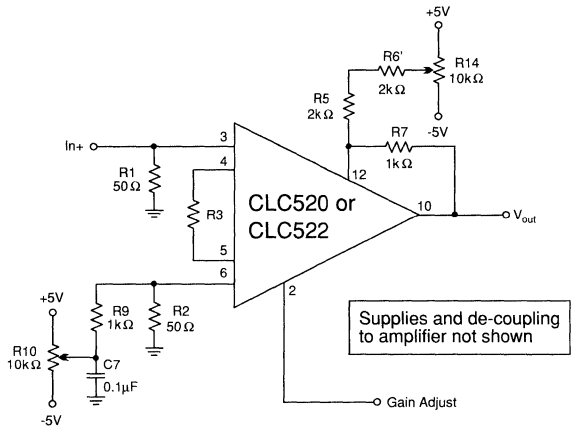 +5V
R6'
2kΩ
R14
10kΩ
-5V
R5
2kΩ
R7
1kΩ
In+
3
4
R1
50Ω
R3
12
CLC520 or
CLC522
10
Vout
5
6
2
+5V
R9
1kΩ
R2
50Ω
R10
10kΩ
C7
0.1µF
-5V
Supplies and de-coupling
to amplifier not shown
Gain Adjust